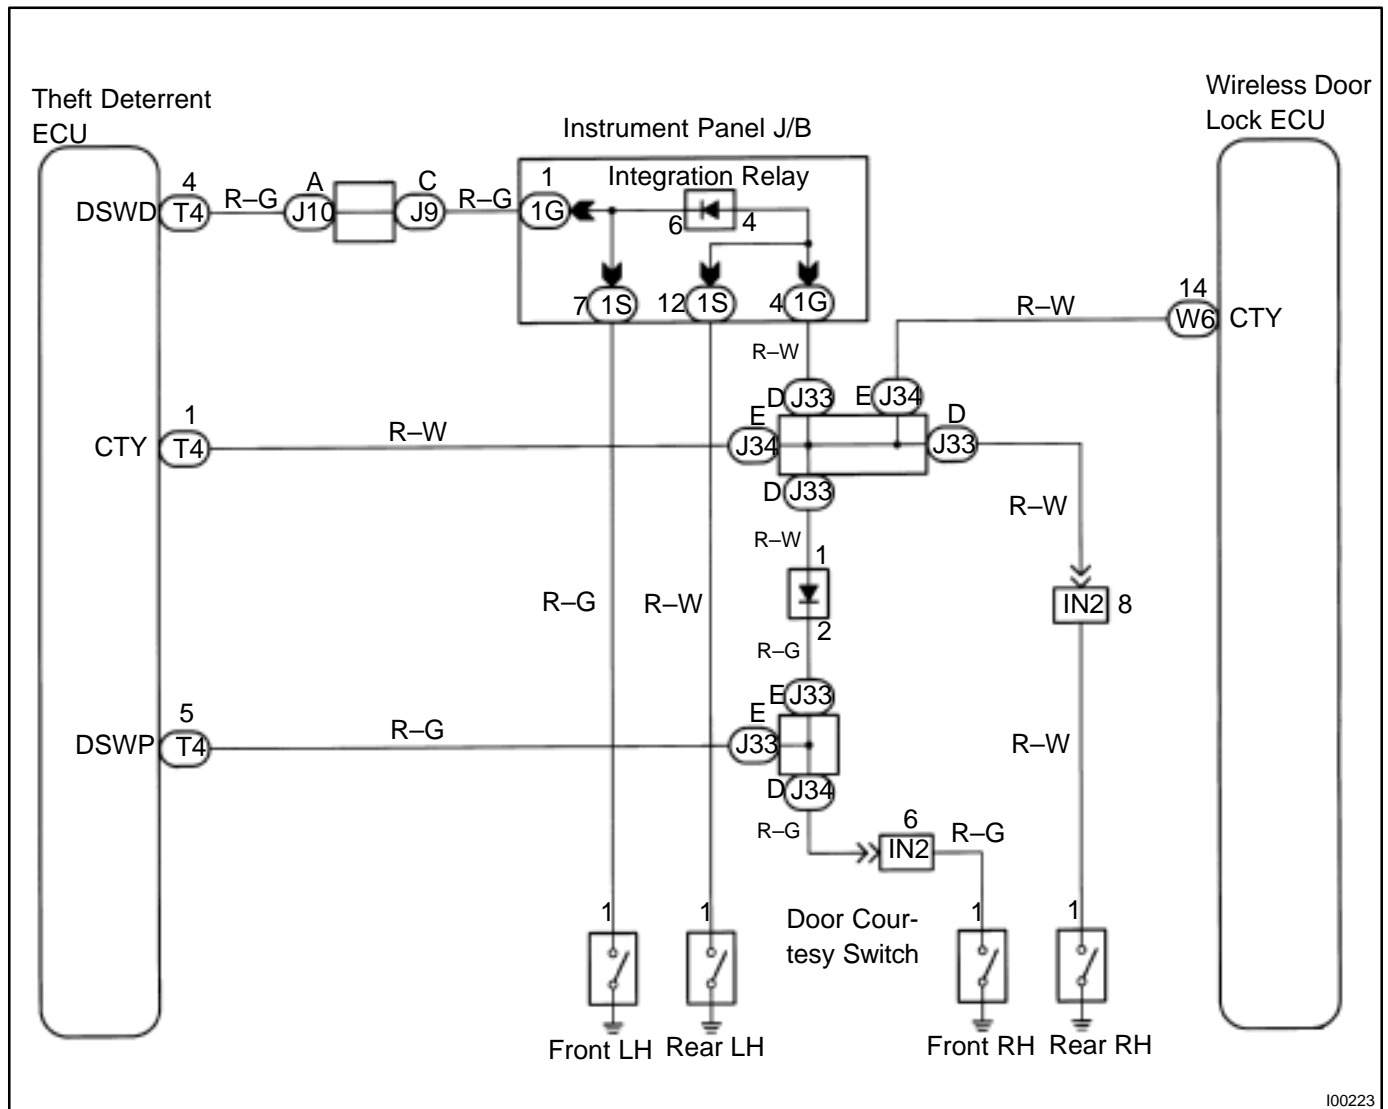 Theft Deterrent
ECU
Wireless Door
Lock ECU
Instrument Panel J/B
Integration Relay
DSWD
4
T4
R–G
A
J10
C
J9
R–G
1
1G
6
4
7
1S
12
1S
4
1G
R–W
R–W
14
W6
CTY
D
J33
E
J34
CTY
1
T4
R–W
E
J34
D
J33
D
J33
R–W
R–W
1
2
R–G
R–W
IN2
8
R–G
E
J33
DSWP
5
T4
R–G
E
J33
R–W
D
J34
R–G
6
IN2
R–G
1
1
Door Cour-
tesy Switch
1
1
Front LH
Rear LH
Front RH
Rear RH
I00223